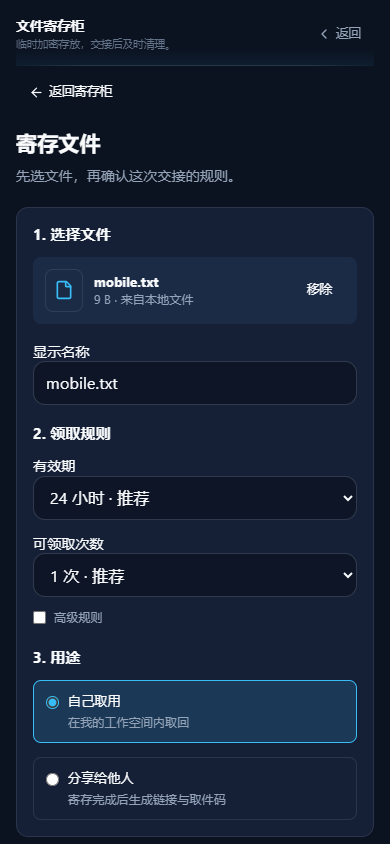 文件寄存柜
临时加密存放，交接后及时清理。
返回
返回寄存柜
寄存文件
先选文件，再确认这次交接的规则。
1. 选择文件
mobile.txt
9 B · 来自本地文件
移除
显示名称
mobile.txt
2. 领取规则
有效期
24 小时 · 推荐
可领取次数
1 次 · 推荐
高级规则
3. 用途
自己取用
在我的工作空间内取回
分享给他人
寄存完成后生成链接与取件码